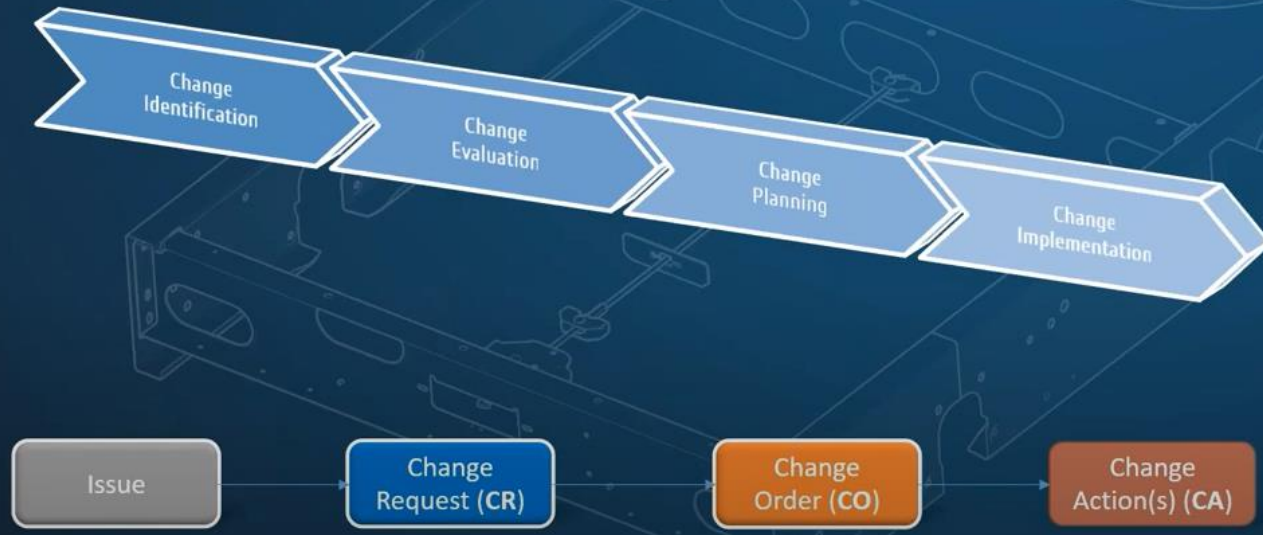 Change
Identification
Change
Evaluation
Change
Planning
Change
Implementation
Issue
Change
Request (CR)
Change
Order (CO)
Change
Action(s) (CA)